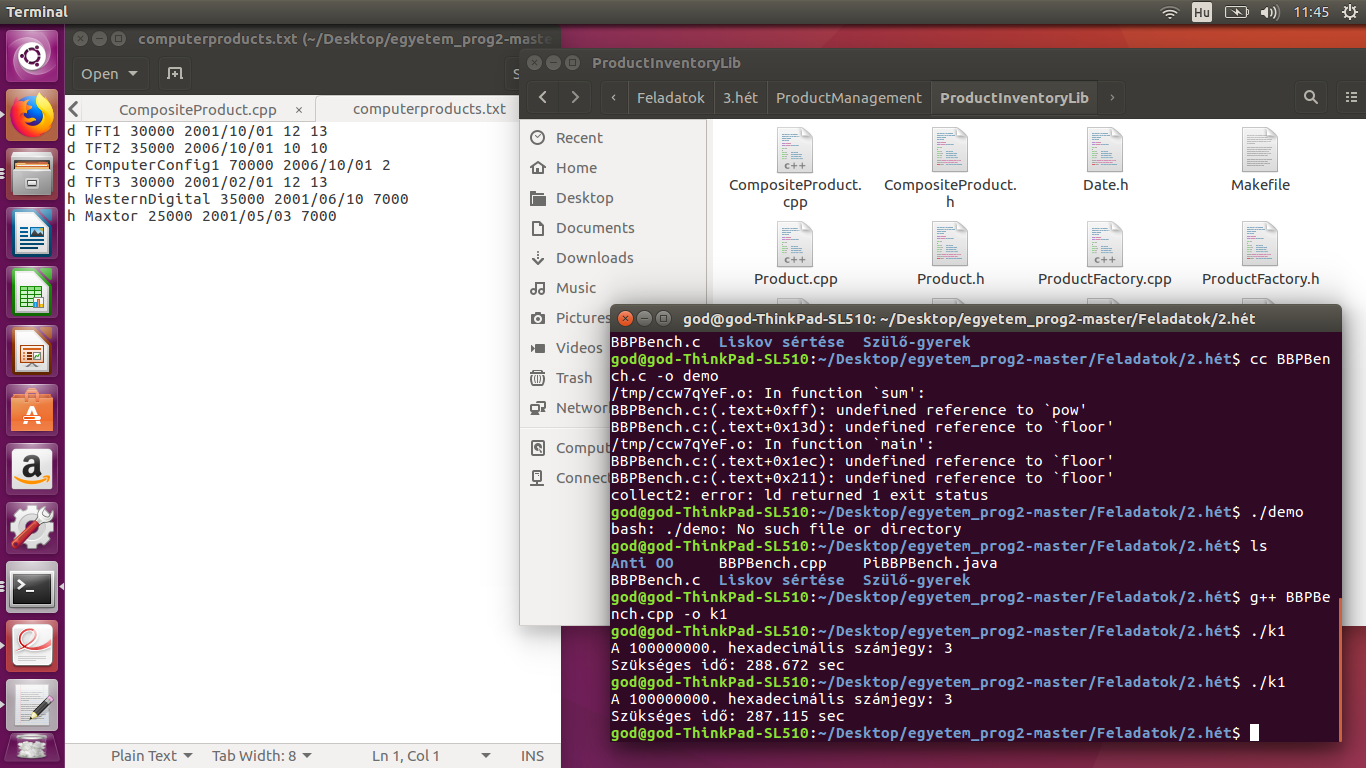 Terminal
Hu
11:45
computerproducts.txt (~/Desktop/egyetem_prog2-maste
Open
CompositeProduct.cpp ×
computerproducts.txt
d TFT1 30000 2001/10/01 12 13
d TFT2 35000 2006/10/01 10 10
c ComputerConfig1 70000 2006/10/01 2
d TFT3 30000 2001/02/01 12 13
h WesternDigital 35000 2001/06/10 7000
h Maxtor 25000 2001/05/03 7000
Plain Text
Tab Width: 8
Ln 1, Col 1
INS
ProductInventoryLib
Feladatok
3.hét
ProductManagement
ProductInventoryLib
Recent
Home
Desktop
Documents
Downloads
Music
Pictures
Videos
Trash
Networ
Comput
Connec
CompositeProduct.
cpp
CompositeProduct.
h
Date.h
Makefile
Product.cpp
Product.h
ProductFactory.cpp
ProductFactory.h
god@god-ThinkPad-SL510: ~/Desktop/egyetem_prog2-master/Feladatok/2.hét
BBPBench.c  Liskov sértése  Szülő-gyerek
god@god-ThinkPad-SL510:~/Desktop/egyetem_prog2-master/Feladatok/2.hét$ cc BBPBen
ch.c -o demo
/tmp/ccw7qYeF.o: In function `sum':
BBPBench.c:(.text+0xff): undefined reference to `pow'
BBPBench.c:(.text+0x13d): undefined reference to `floor'
/tmp/ccw7qYeF.o: In function `main':
BBPBench.c:(.text+0x1ec): undefined reference to `floor'
BBPBench.c:(.text+0x211): undefined reference to `floor'
collect2: error: ld returned 1 exit status
god@god-ThinkPad-SL510:~/Desktop/egyetem_prog2-master/Feladatok/2.hét$ ./demo
bash: ./demo: No such file or directory
god@god-ThinkPad-SL510:~/Desktop/egyetem_prog2-master/Feladatok/2.hét$ ls
Anti OO     BBPBench.cpp    PiBBPBench.java
BBPBench.c  Liskov sértése  Szülő-gyerek
god@god-ThinkPad-SL510:~/Desktop/egyetem_prog2-master/Feladatok/2.hét$ g++ BBPBe
nch.cpp -o k1
god@god-ThinkPad-SL510:~/Desktop/egyetem_prog2-master/Feladatok/2.hét$ ./k1
A 100000000. hexadecimális számjegy: 3
Szükséges idő: 288.672 sec
god@god-ThinkPad-SL510:~/Desktop/egyetem_prog2-master/Feladatok/2.hét$ ./k1
A 100000000. hexadecimális számjegy: 3
Szükséges idő: 287.115 sec
god@god-ThinkPad-SL510:~/Desktop/egyetem_prog2-master/Feladatok/2.hét$